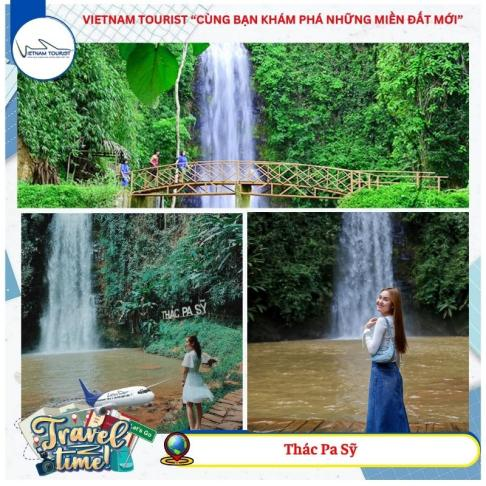 VIETNAM TOURIST “CÙNG BẠN KHÁM PHÁ NHỮNG MIỀN ĐẤT MỚI”
VIETNAM TOURIST
THÁC PA SỸ
Let's Go
Travel
time!
Thác Pa Sỹ